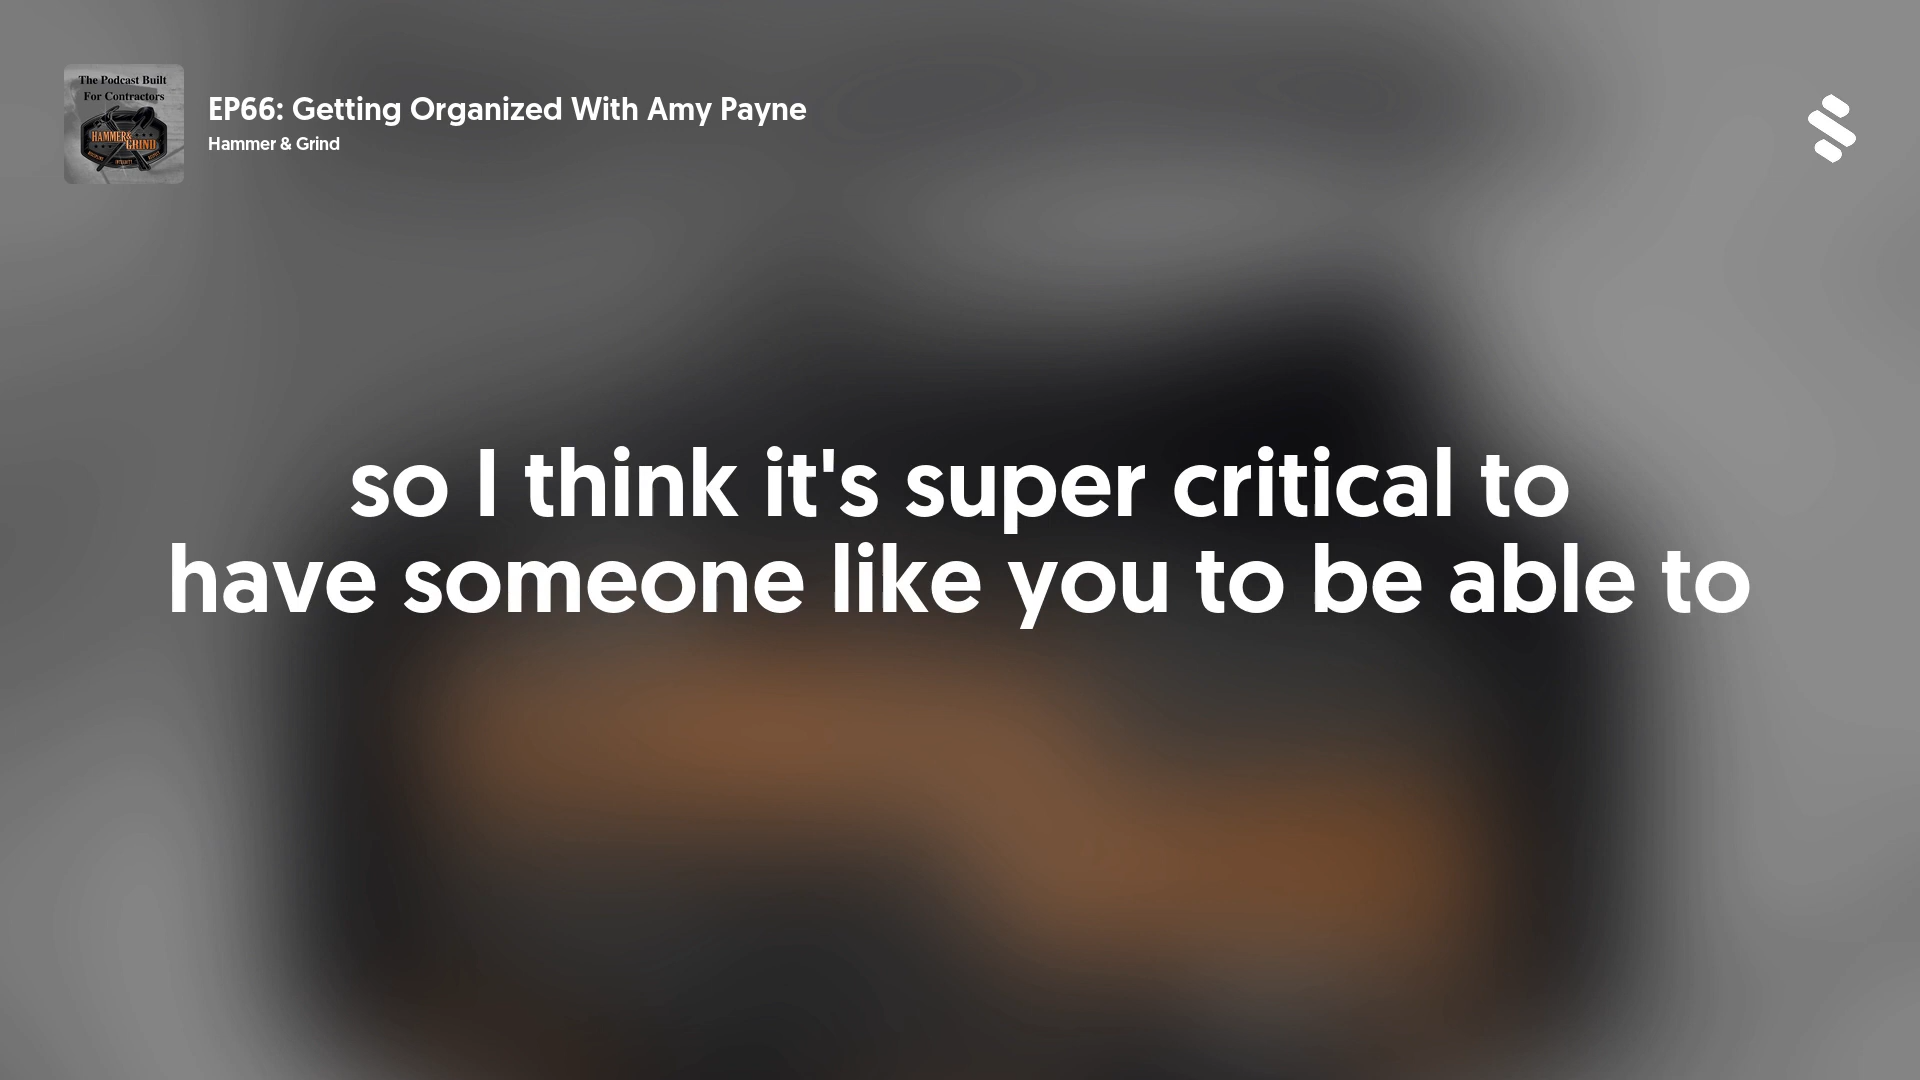 The Podcast Built
For Contractors
HAMMER&
GRIND
EP66: Getting Organized With Amy Payne
Hammer & Grind
so I think it's super critical to
have someone like you to be able to